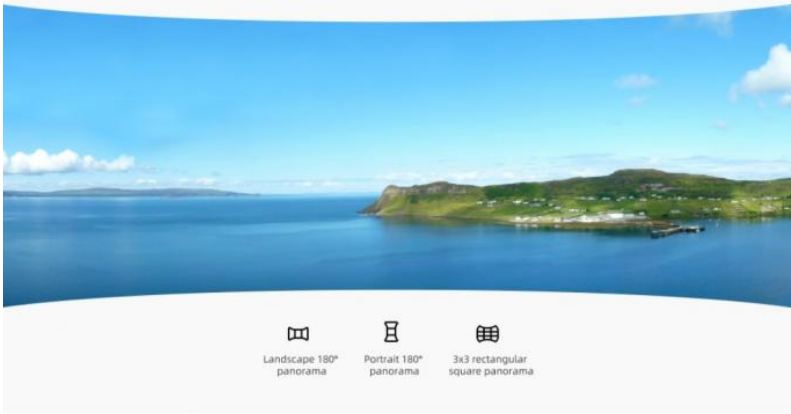 Landscape 180°
panorama
Portrait 180°
panorama
3x3 rectangular
square panorama